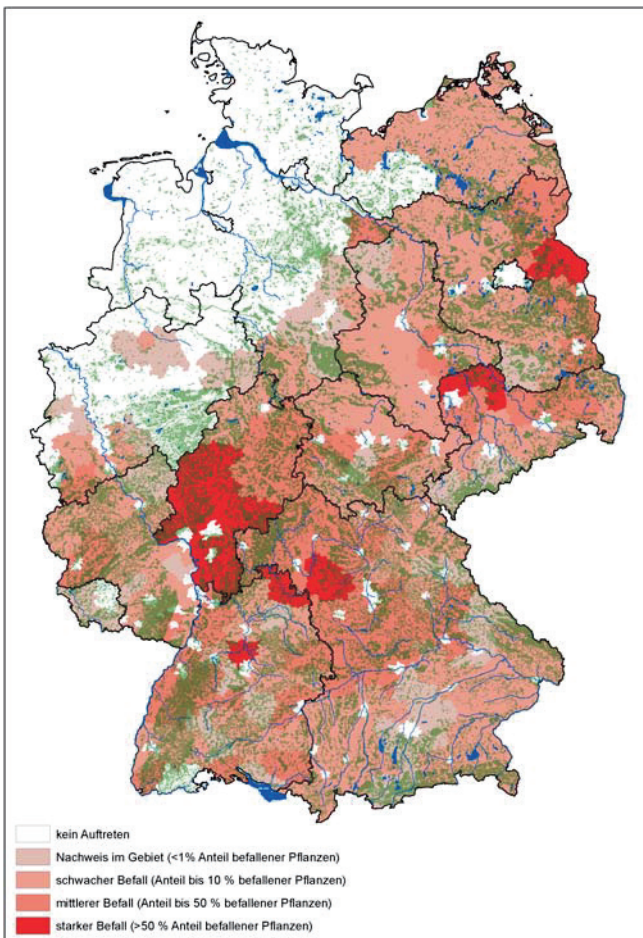 kein Auftreten
Nachweis im Gebiet (<1% Anteil befallener Pflanzen)
schwacher Befall (Anteil bis 10 % befallener Pflanzen)
mittlerer Befall (Anteil bis 50 % befallener Pflanzen)
starker Befall (>50 % Anteil befallener Pflanzen)